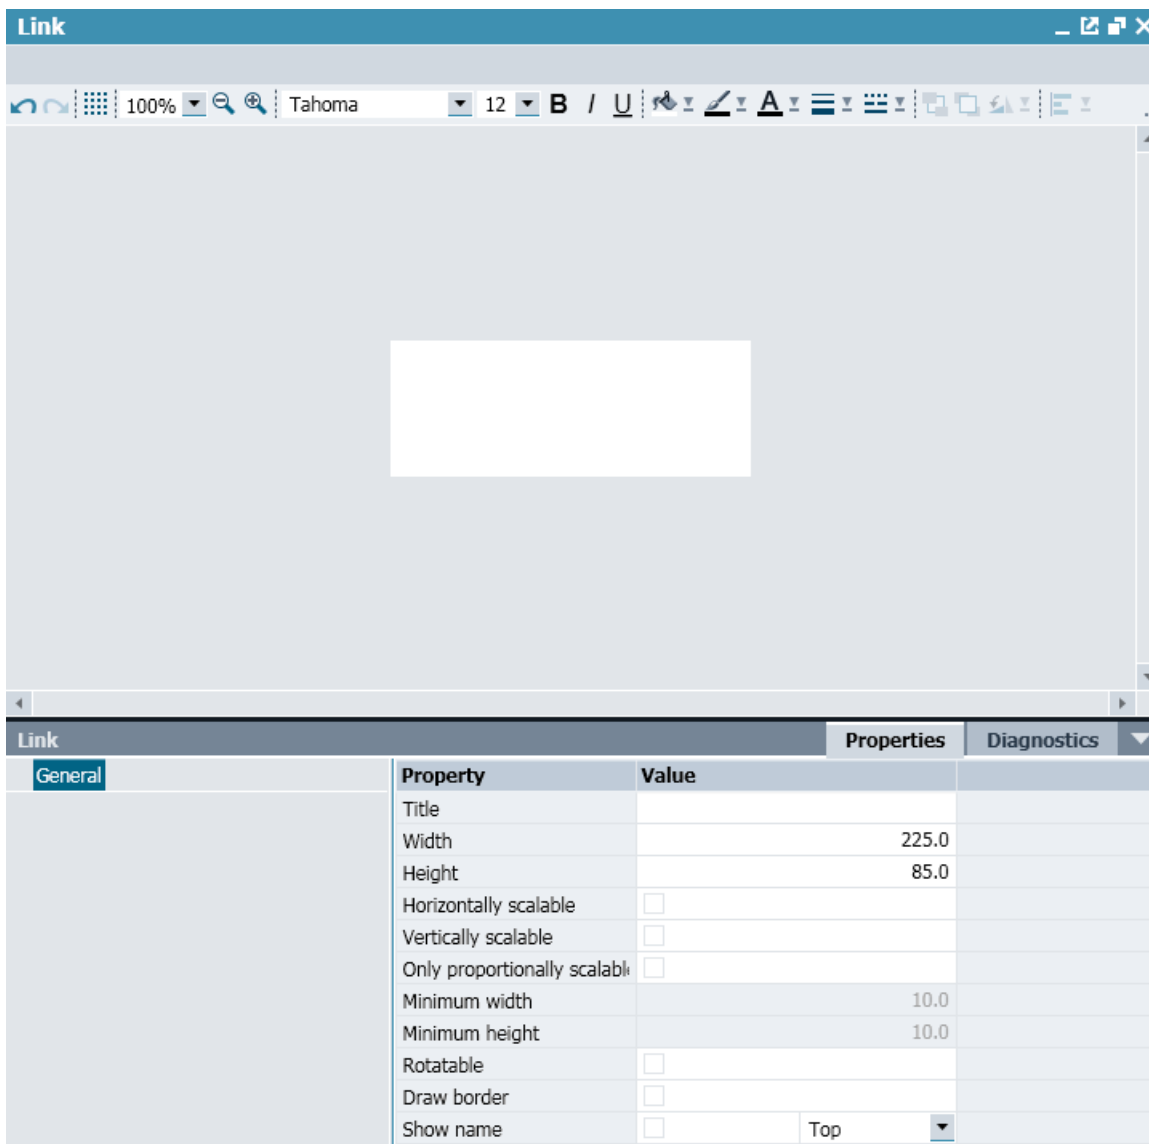 Link
100% Tahoma 12 B I U A
Link Properties Diagnostics
General
Property Value
Title
Width 225.0
Height 85.0
Horizontally scalable
Vertically scalable
Only proportionally scalabl
Minimum width 10.0
Minimum height 10.0
Rotatable
Draw border
Show name Top